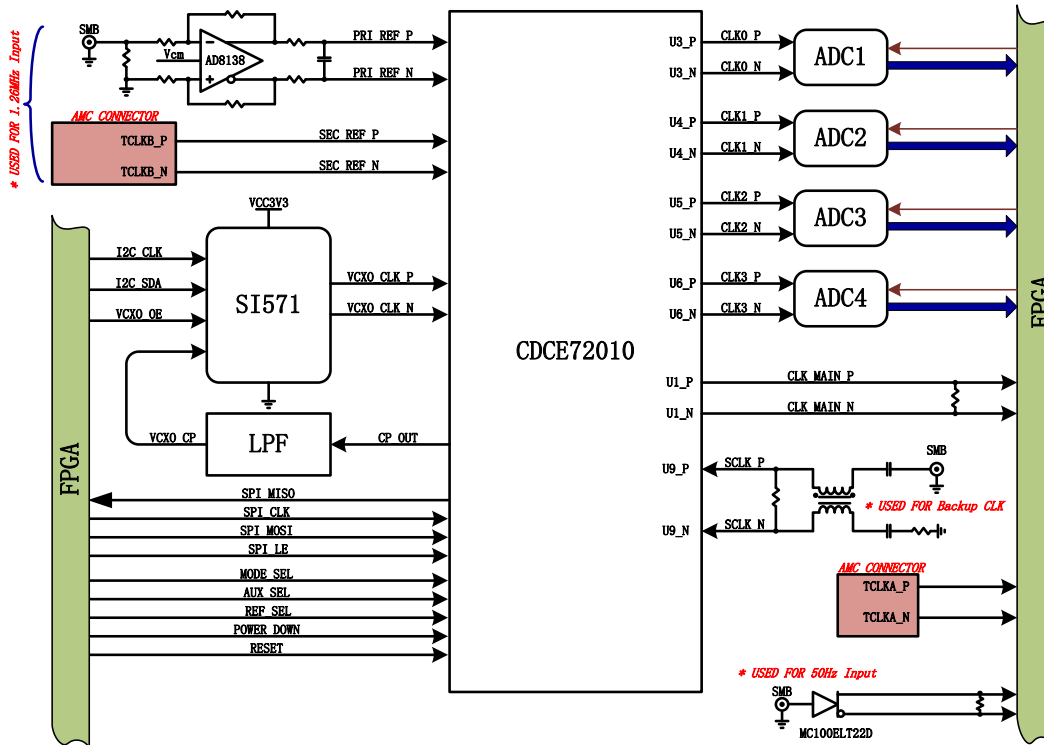 * USED FOR 1.26MHz Input
SMB
Vcm
AD8138
PRI REF P
PRI REF N
AMC CONNECTOR
TCLKB_P
TCLKB_N
SEC REF P
SEC REF N
VCC3V3
I2C CLK
I2C SDA
VCXO OE
SI571
VCXO CLK P
VCXO CLK N
VCXO CP
LPF
CP OUT
FPGA
SPI MISO
SPI CLK
SPI MOSI
SPI LE
MODE SEL
AUX SEL
REF SEL
POWER DOWN
RESET
CDCE72010
U3_P
CLK0 P
U3_N
CLK0 N
ADC1
U4_P
CLK1 P
U4_N
CLK1 N
ADC2
U5_P
CLK2 P
U5_N
CLK2 N
ADC3
U6_P
CLK3 P
U6_N
CLK3 N
ADC4
FPGA
U1_P
CLK MAIN P
U1_N
CLK MAIN N
U9_P
SCLK P
SMB
* USED FOR Backup CLK
U9_N
SCLK N
AMC CONNECTOR
TCLKA_P
TCLKA_N
* USED FOR 50Hz Input
SMB
MC100ELT22D